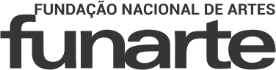 FUNDAÇÃO NACIONAL DE ARTES
funarte